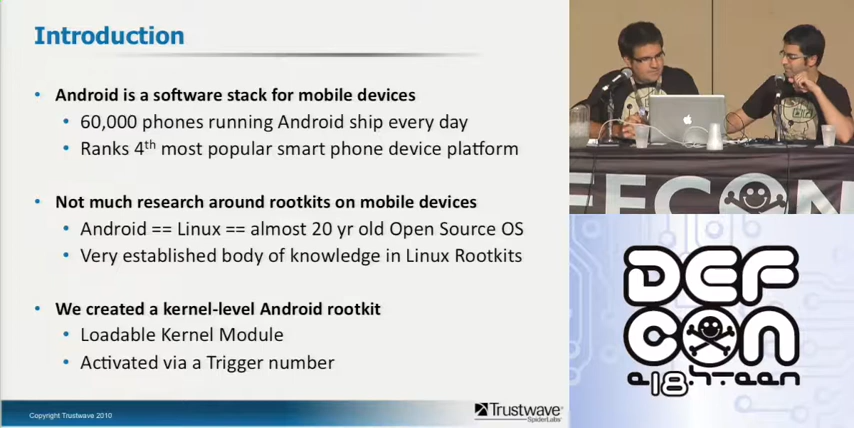 Introduction
• Android is a software stack for mobile devices
• 60,000 phones running Android ship every day
• Ranks 4th most popular smart phone device platform
• Not much research around rootkits on mobile devices
• Android == Linux == almost 20 yr old Open Source OS
• Very established body of knowledge in Linux Rootkits
• We created a kernel-level Android rootkit
• Loadable Kernel Module
• Activated via a Trigger number
Copyright Trustwave 2010
Trustwave®
SpiderLabs®
FECON
DEF
CON
e18h.teen